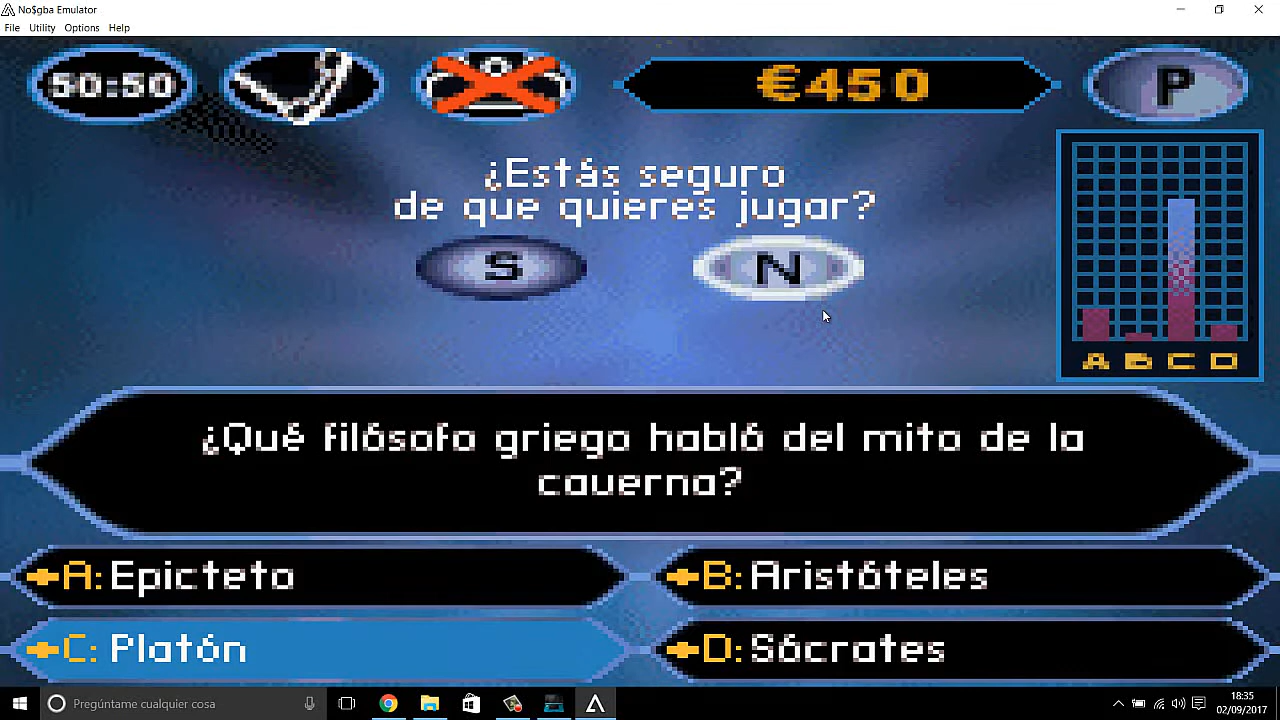 No$gba Emulator
File Utility Options Help
50:50
€450
P
¿Estás seguro
de que quieres jugar?
S N
A B C D
¿Qué filósofo griego habló del mito de la
caverna?
A: Epicteto
B: Aristóteles
C: Platón
D: Sócrates
Pregúntame cualquier cosa
18:35
02/09/2017